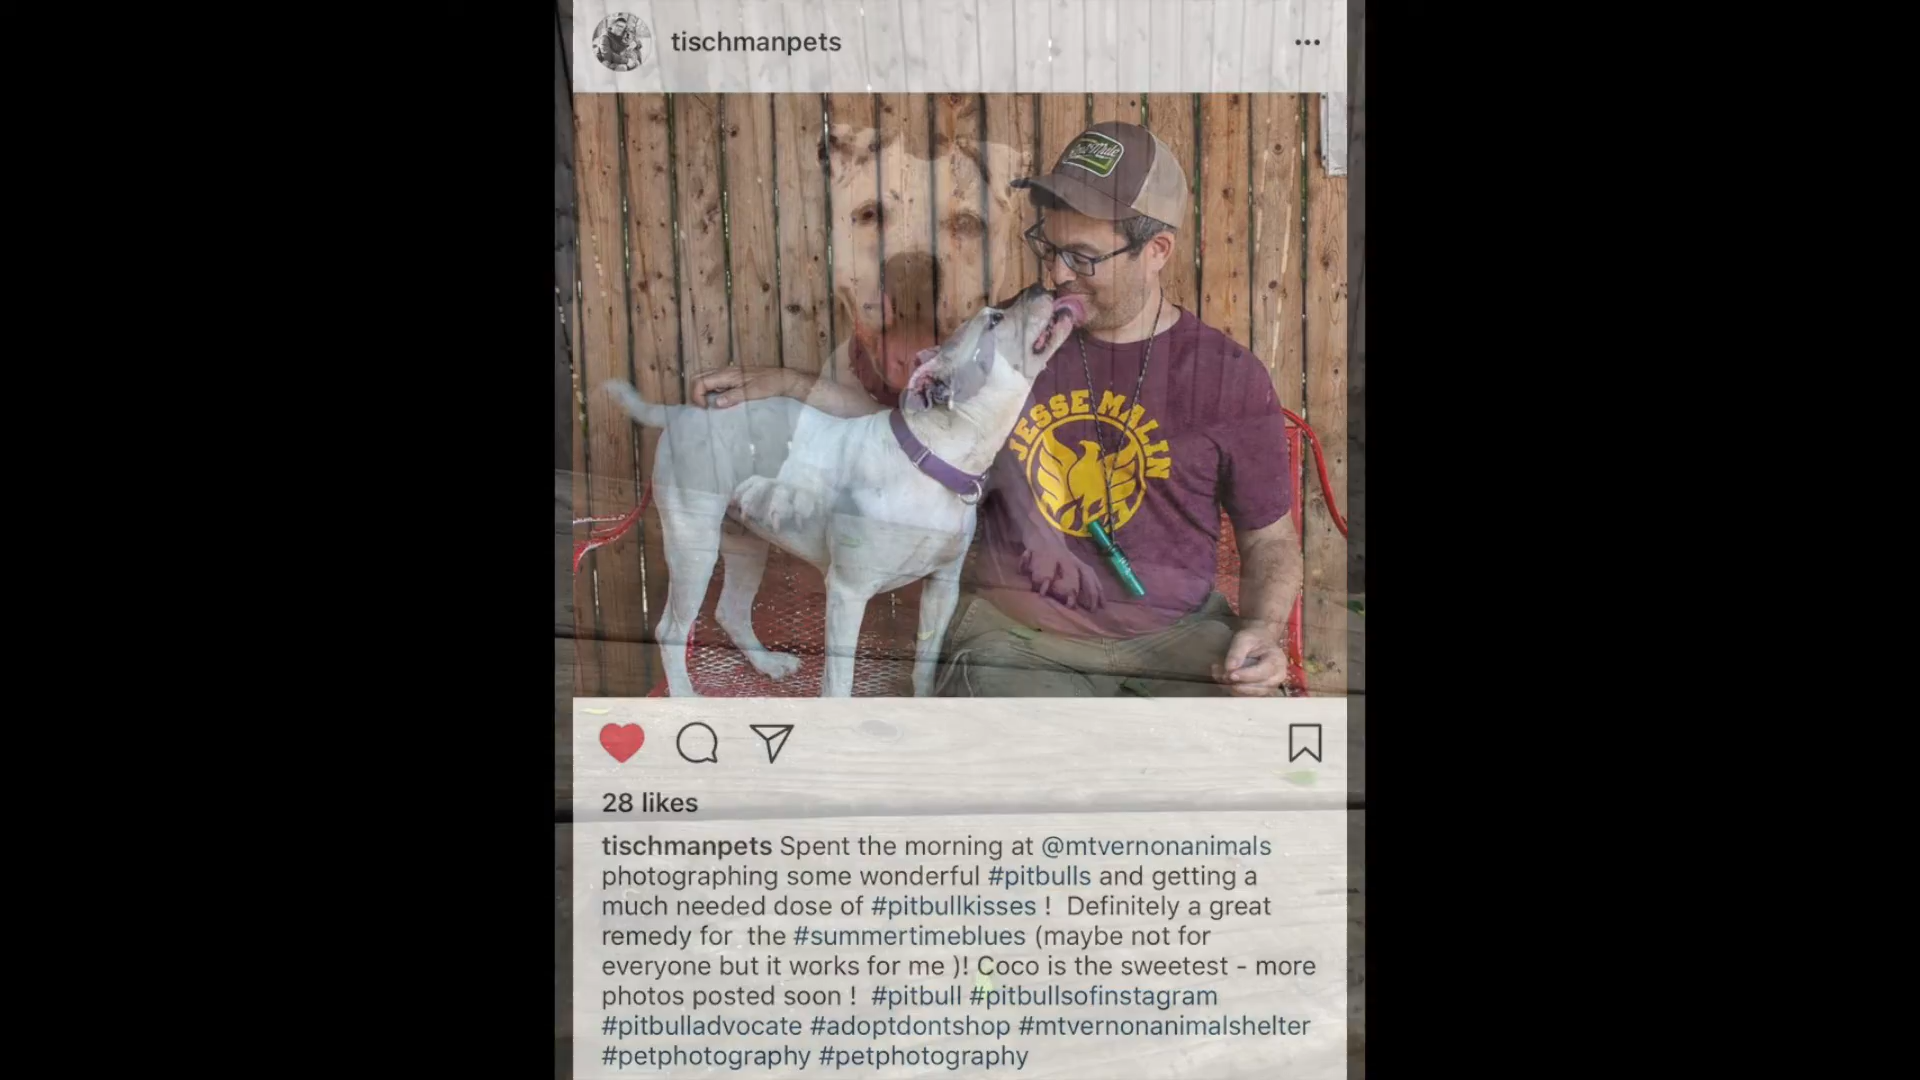 tischmanpets
JESSE MALIN
28 likes
tischmanpets Spent the morning at @mtvernonanimals
photographing some wonderful #pitbulls and getting a
much needed dose of #pitbullkisses !  Definitely a great
remedy for  the #summertimeblues (maybe not for
everyone but it works for me )! Coco is the sweetest - more
photos posted soon !  #pitbull #pitbullsofinstagram
#pitbulladvocate #adoptdontshop #mtvernonanimalshelter
#petphotography #petphotography